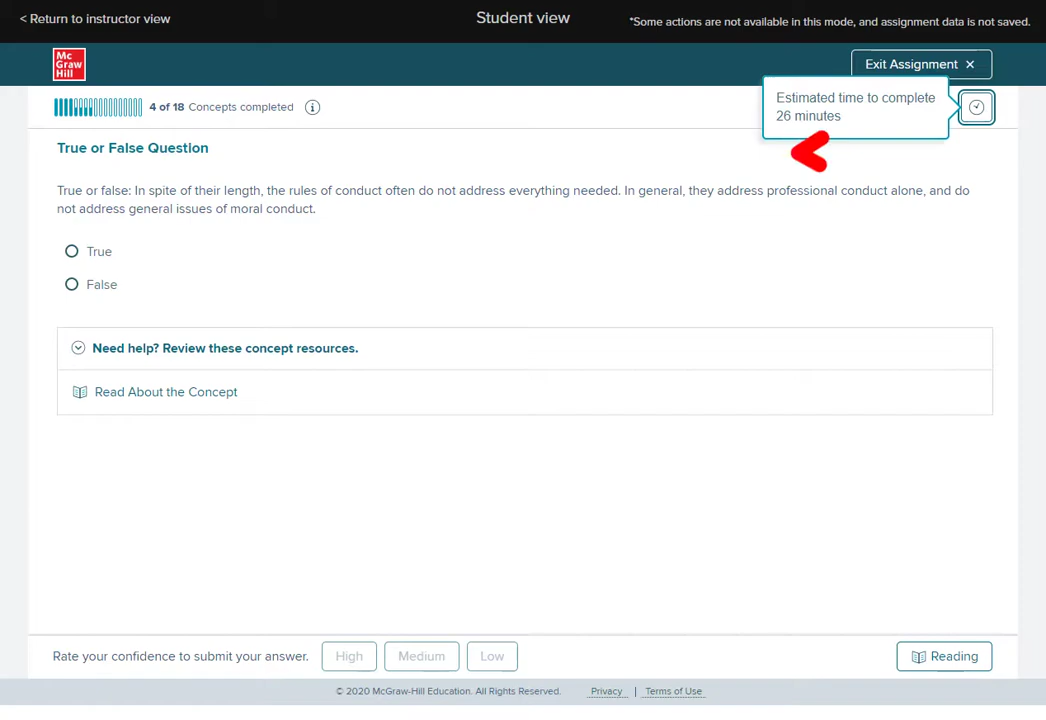 < Return to instructor view
Student view
*Some actions are not available in this mode, and assignment data is not saved.
Mc
Graw
Hill
Exit Assignment ×
4 of 18 Concepts completed
Estimated time to complete
26 minutes
True or False Question
True or false: In spite of their length, the rules of conduct often do not address everything needed. In general, they address professional conduct alone, and do
not address general issues of moral conduct.
True
False
Need help? Review these concept resources.
Read About the Concept
Rate your confidence to submit your answer.
High
Medium
Low
Reading
© 2020 McGraw-Hill Education. All Rights Reserved. Privacy | Terms of Use